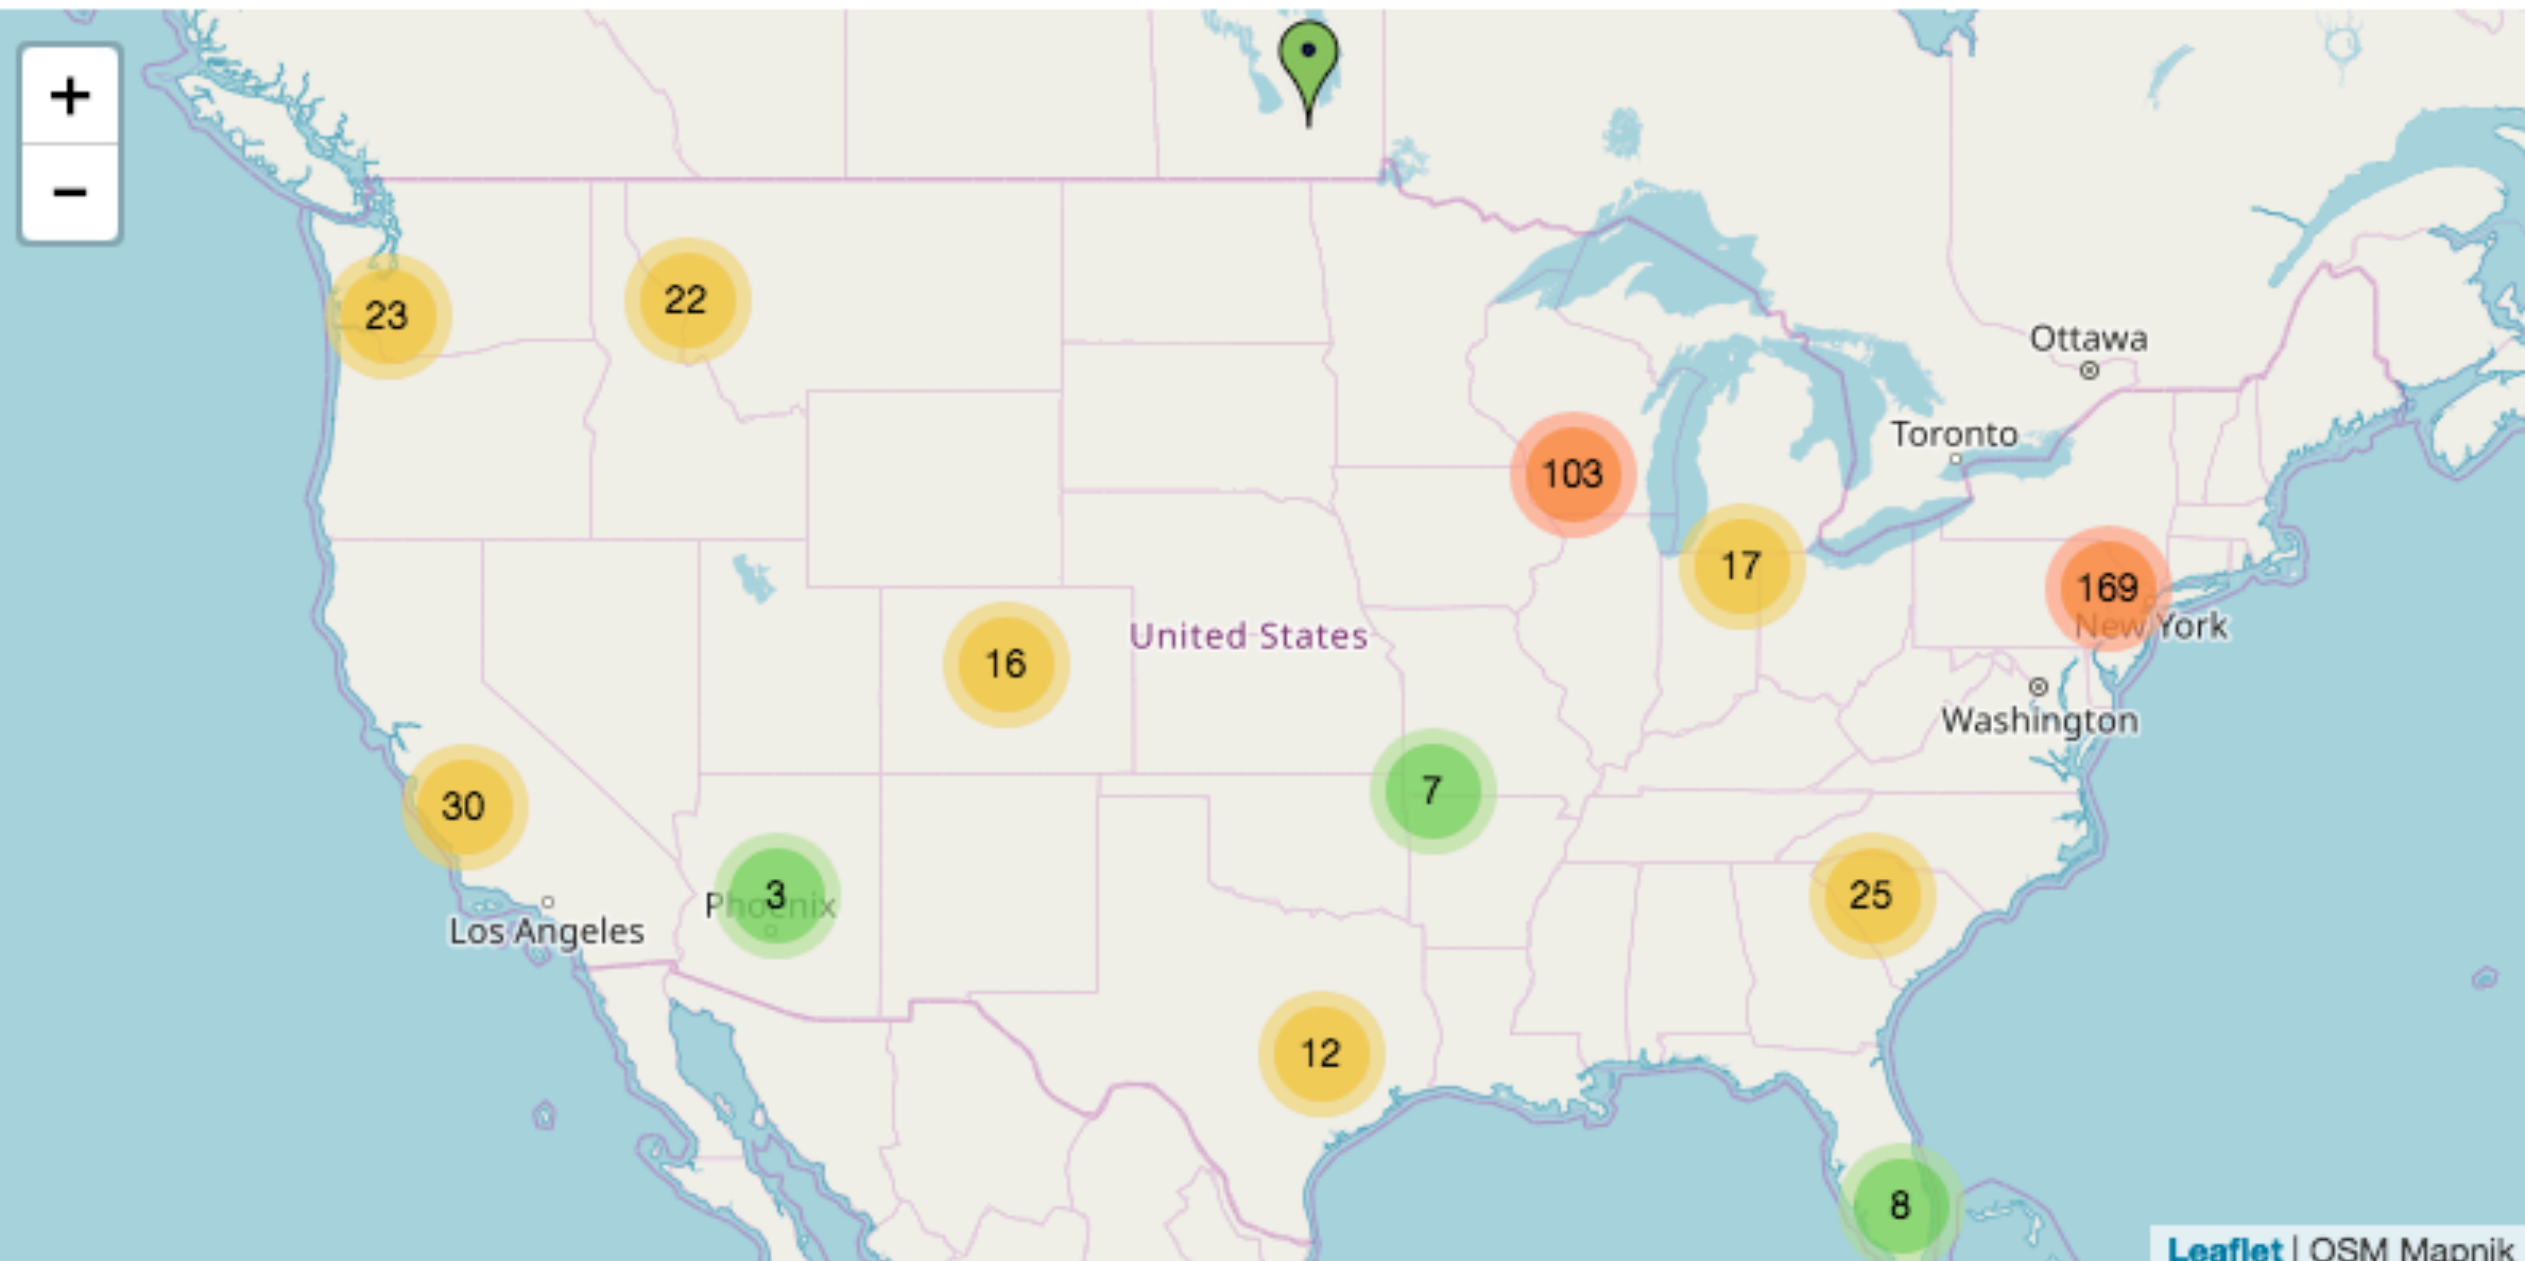 +
−
23
22
Ottawa
Toronto
103
17
169
New York
United States
16
Washington
7
30
3
Phoenix
25
Los Angeles
12
8
Leaflet | OSM Mapnik